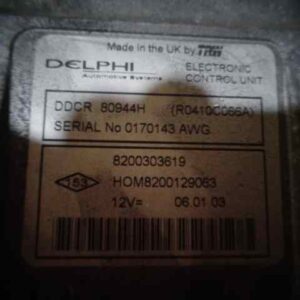 Made in the UK by TRW
DELPHI
Automotive Systems
ELECTRONIC
CONTROL UNIT
DDCR 80944H (R0410C066A)
SERIAL No 0170143 AWG
8200303619
HOM8200129063
12V= 06.01.03